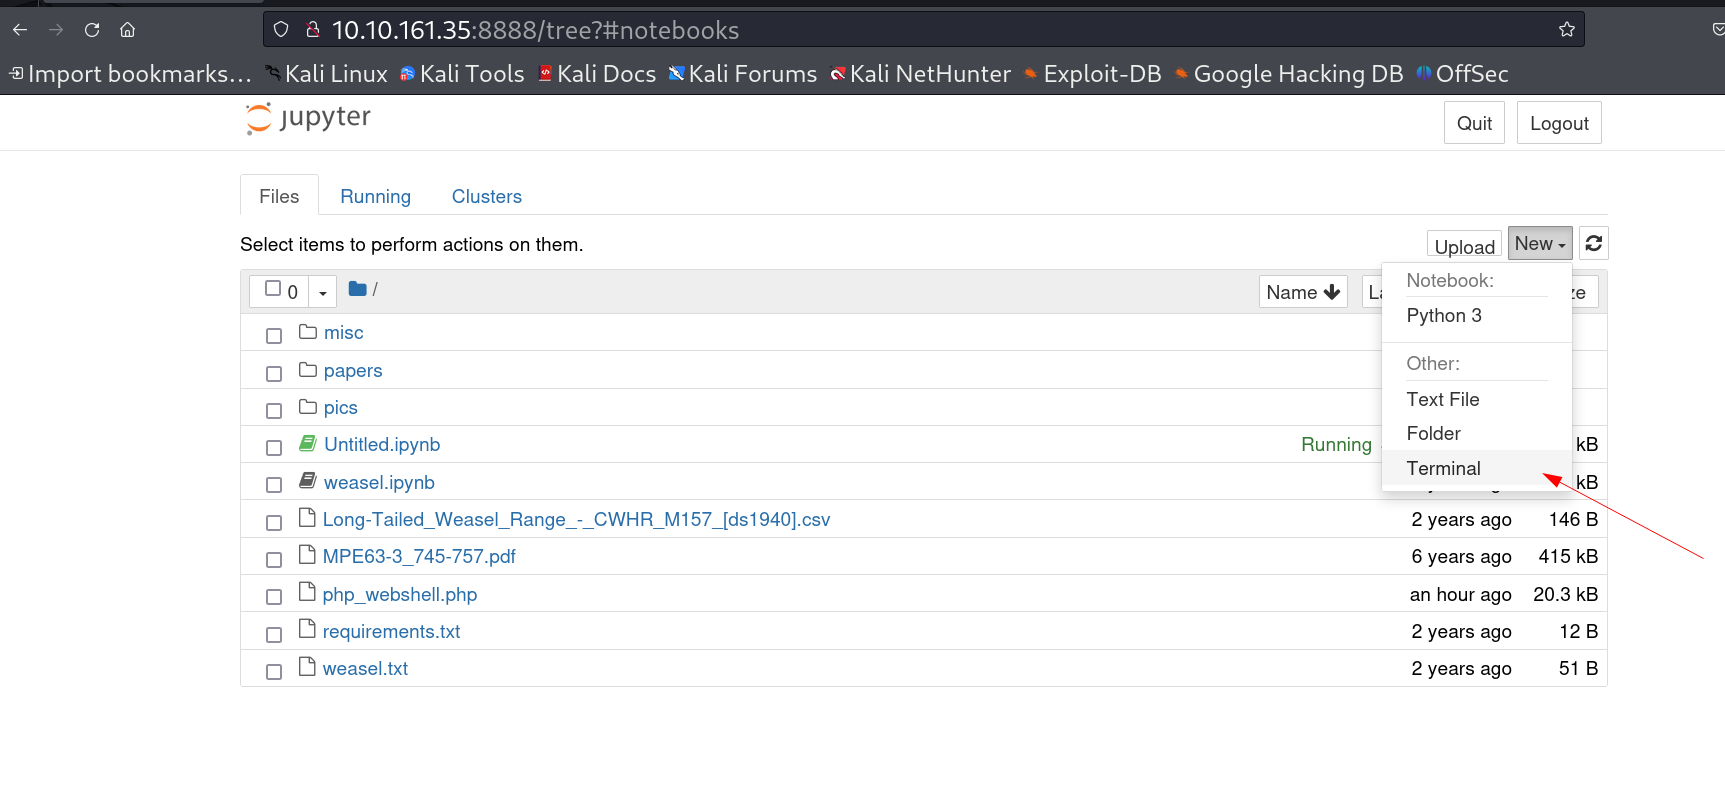 10.10.161.35:8888/tree?#notebooks
Import bookmarks... Kali Linux Kali Tools Kali Docs Kali Forums Kali NetHunter Exploit-DB Google Hacking DB OffSec
jupyter Quit Logout
Files Running Clusters
Select items to perform actions on them. Upload New
0 / Name
Notebook:
Python 3
Other:
Text File
Folder
Terminal
misc
papers
pics
Untitled.ipynb Running kB
weasel.ipynb kB
Long-Tailed_Weasel_Range_-_CWHR_M157_[ds1940].csv 2 years ago 146 B
MPE63-3_745-757.pdf 6 years ago 415 kB
php_webshell.php an hour ago 20.3 kB
requirements.txt 2 years ago 12 B
weasel.txt 2 years ago 51 B